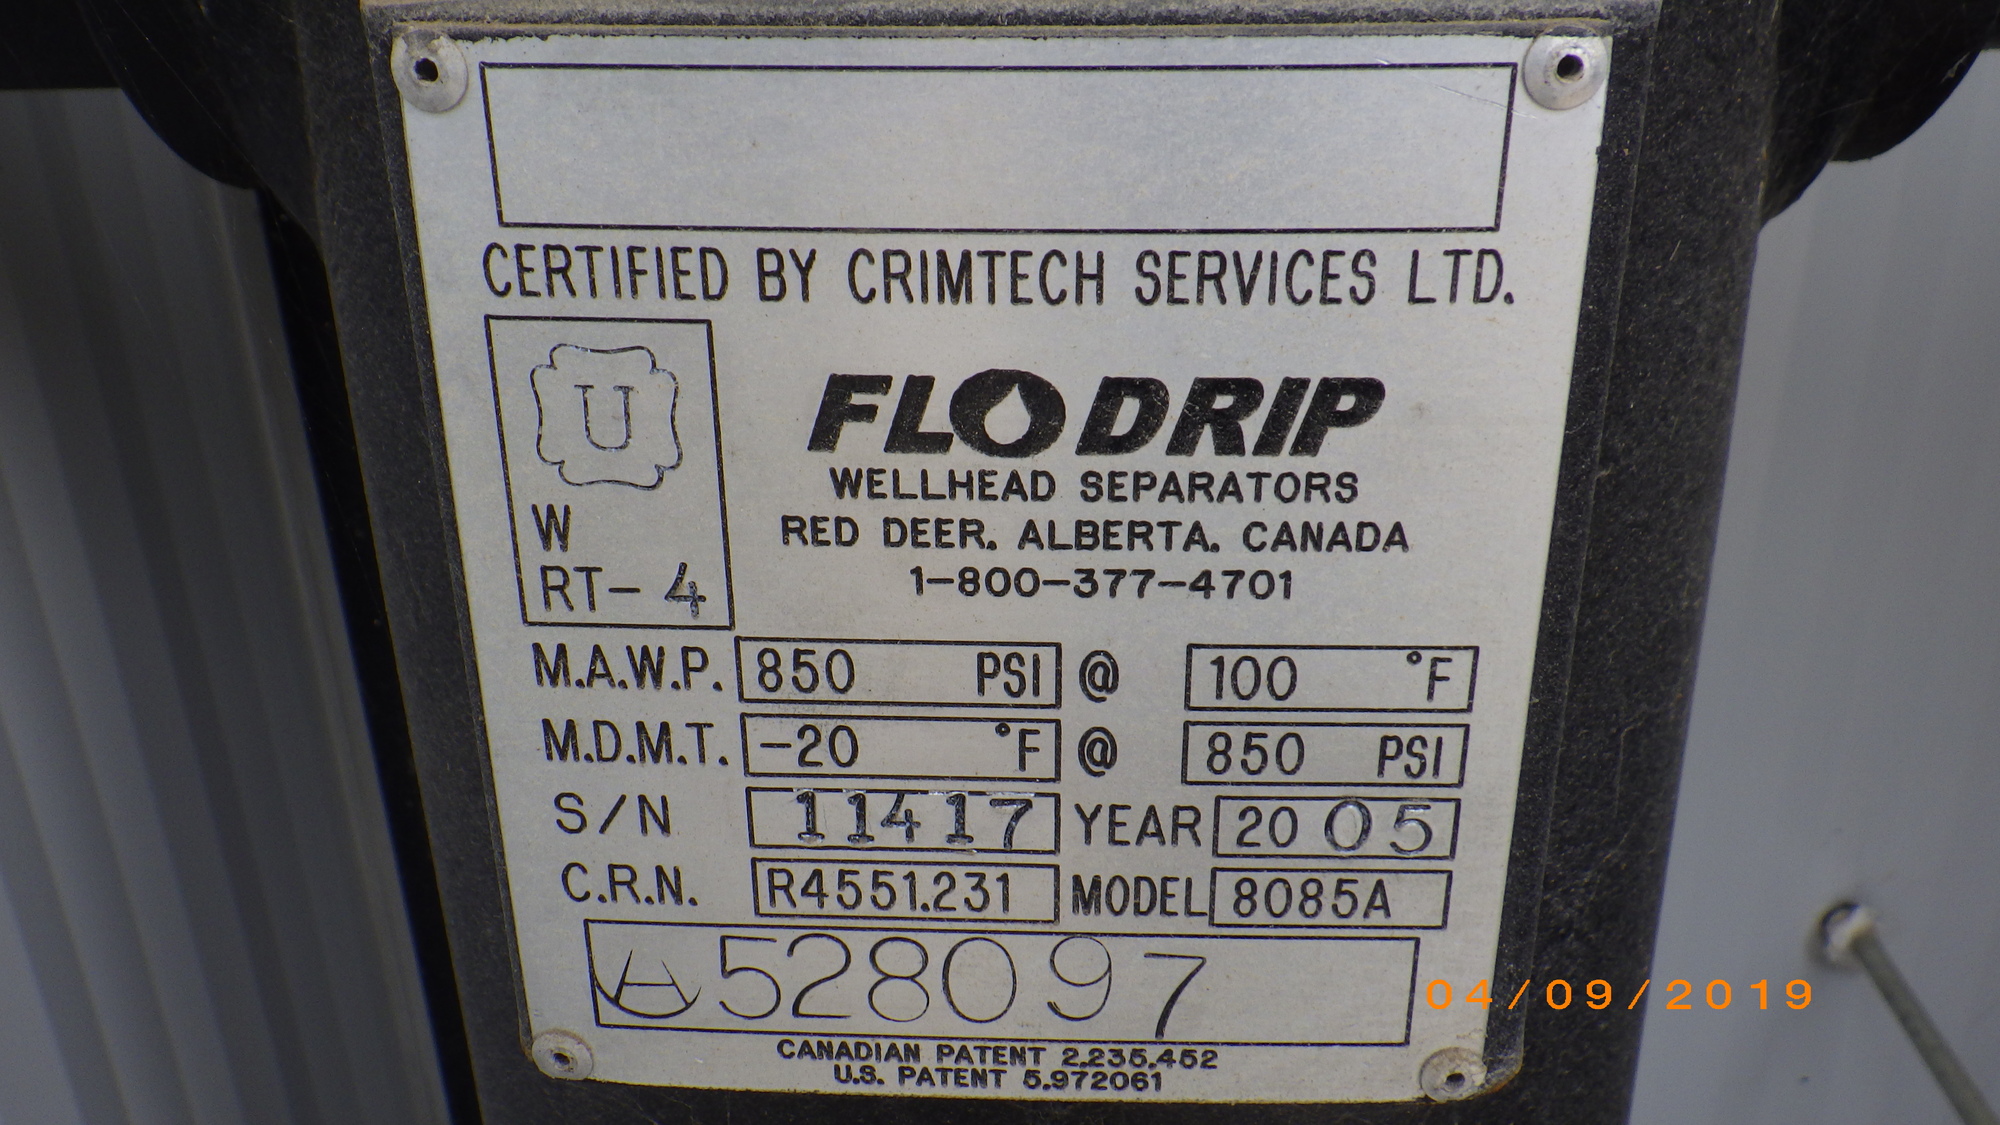 CERTIFIED BY CRIMTECH SERVICES LTD.
U
W
RT- 4
FLODRIP
WELLHEAD SEPARATORS
RED DEER. ALBERTA. CANADA
1-800-377-4701
M.A.W.P. 850 PSI @ 100 °F
M.D.M.T. -20 °F @ 850 PSI
S/N 11417 YEAR 2005
C.R.N. R4551.231 MODEL 8085A
A 528097
CANADIAN PATENT 2.235.452
U.S. PATENT 5.972061
04/09/2019